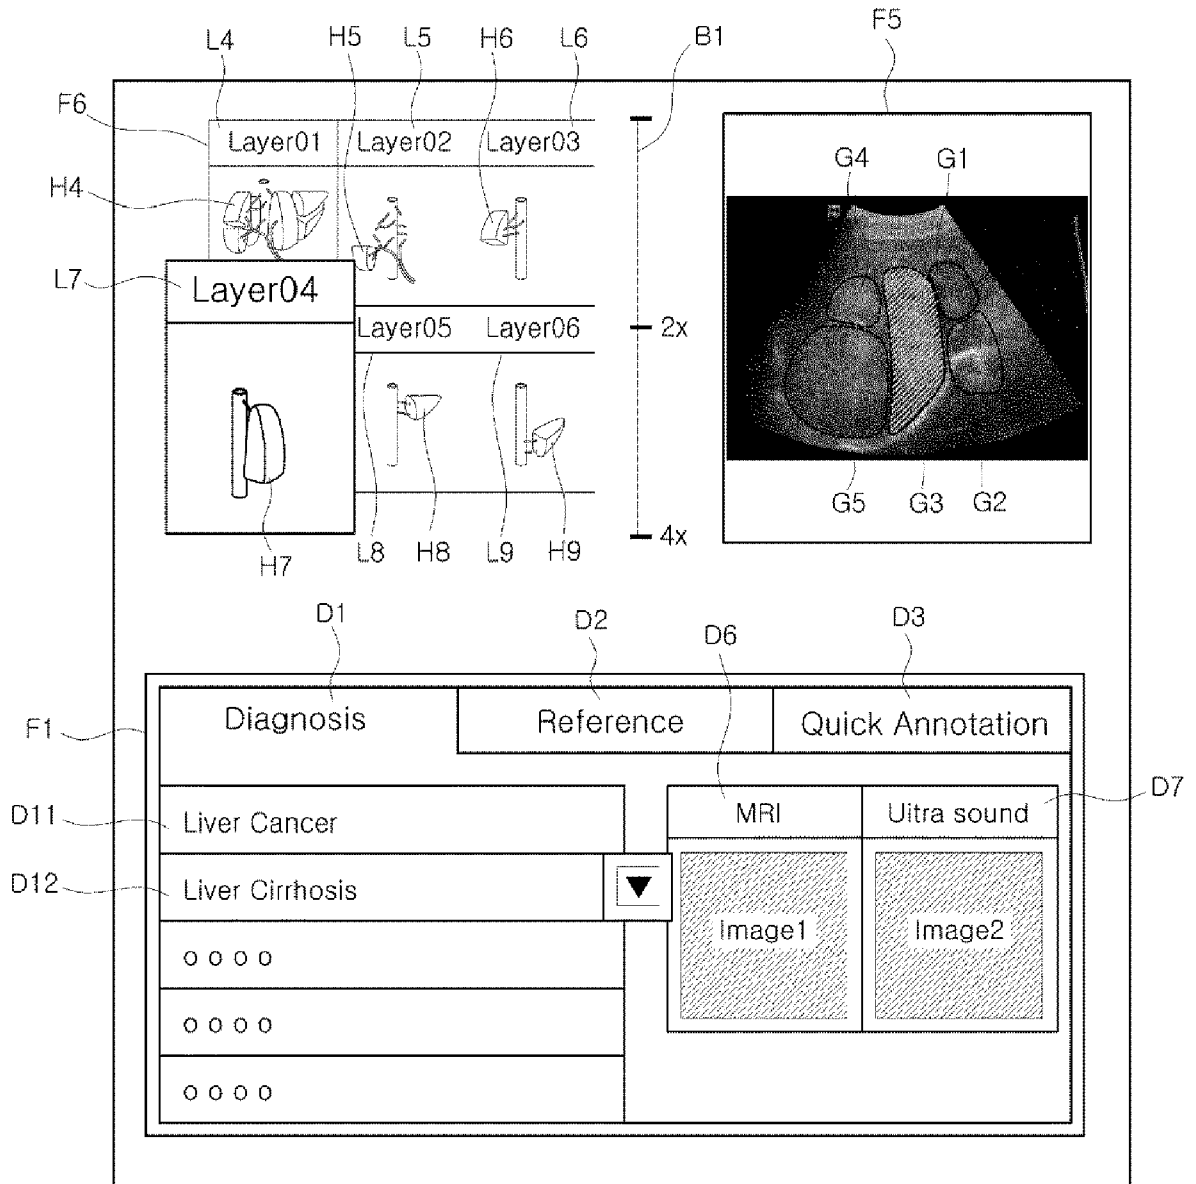 L4 H5 L5 H6 L6 B1 F5
F6
Layer01 Layer02 Layer03
G4 G1
H4
L7
Layer04
Layer05 Layer06 2x
G5 G3 G2
H7 L8 H8 L9 H9 4x
D1 D2 D6 D3
F1
Diagnosis Reference Quick Annotation
D7
D11
Liver Cancer MRI Uitra sound
D12
Liver Cirrhosis
Image1 Image2
o o o o
o o o o
o o o o